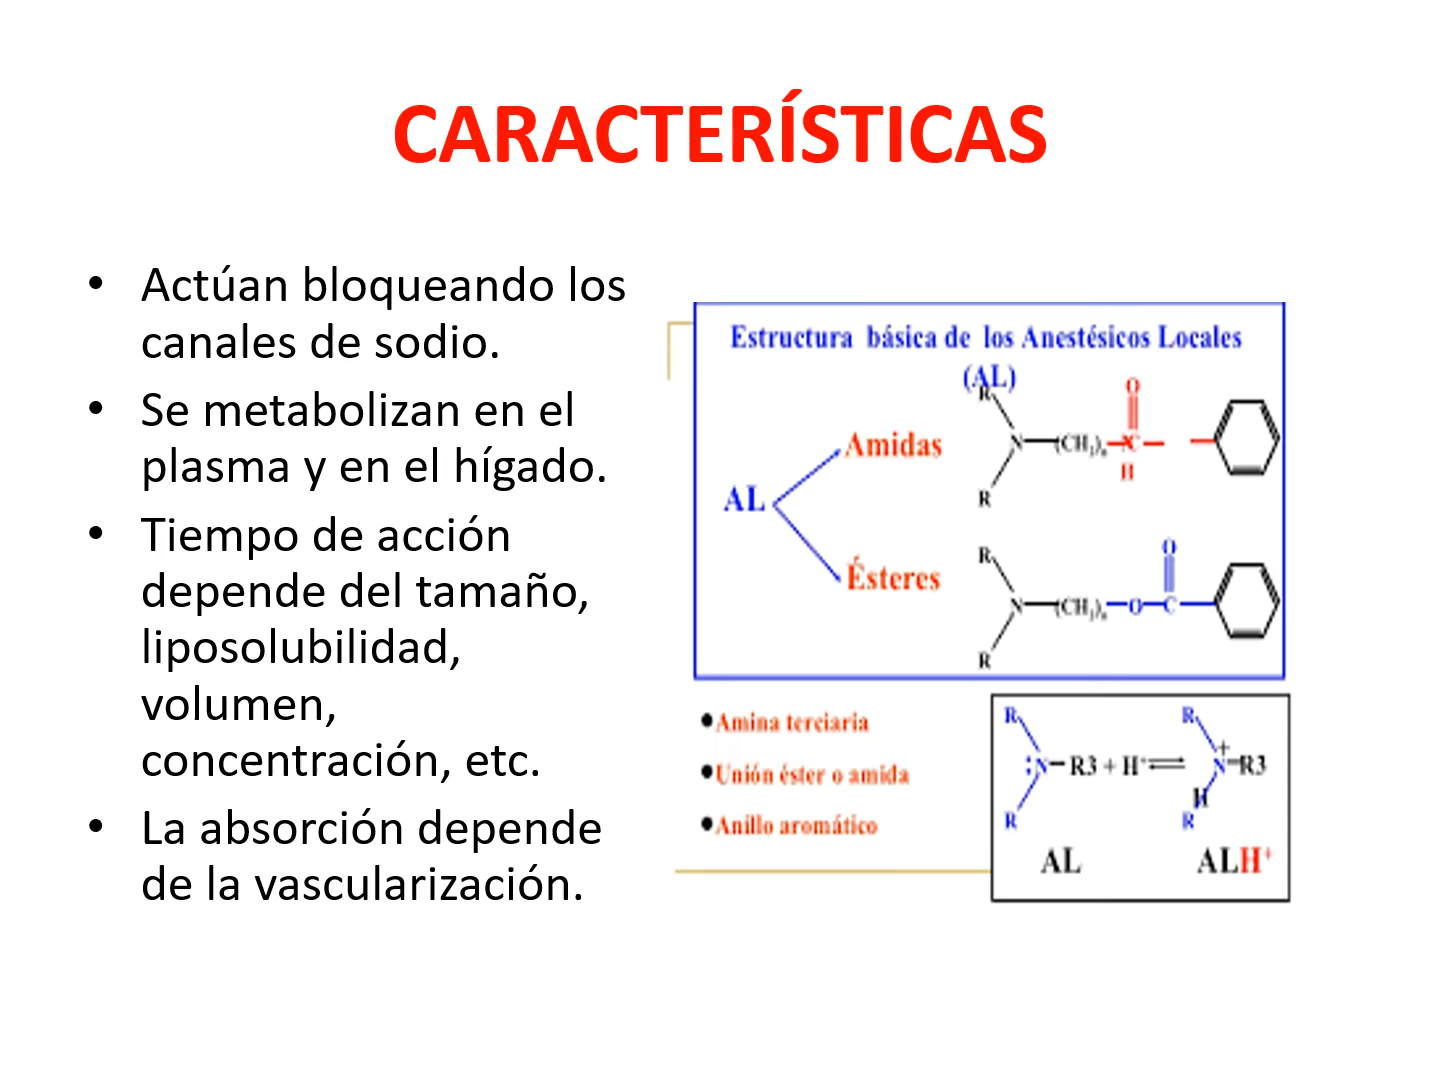 CARACTERÍSTICAS
• Actúan bloqueando los
canales de sodio.
• Se metabolizan en el
plasma y en el hígado.
• Tiempo de acción
depende del tamaño,
liposolubilidad,
volumen,
concentración, etc.
• La absorción depende
de la vascularización.
Estructura básica de los Anestésicos Locales
(AL)
AL
Amidas
R
N
R
O
C
H
Ésteres
R
N
R
O
O
C
•Amina terciaria
•Unión éster o amida
•Anillo aromático
R
:N–R3 + H⁺ ⇌
R
AL
R
+
N–R3
H
R
ALH⁺